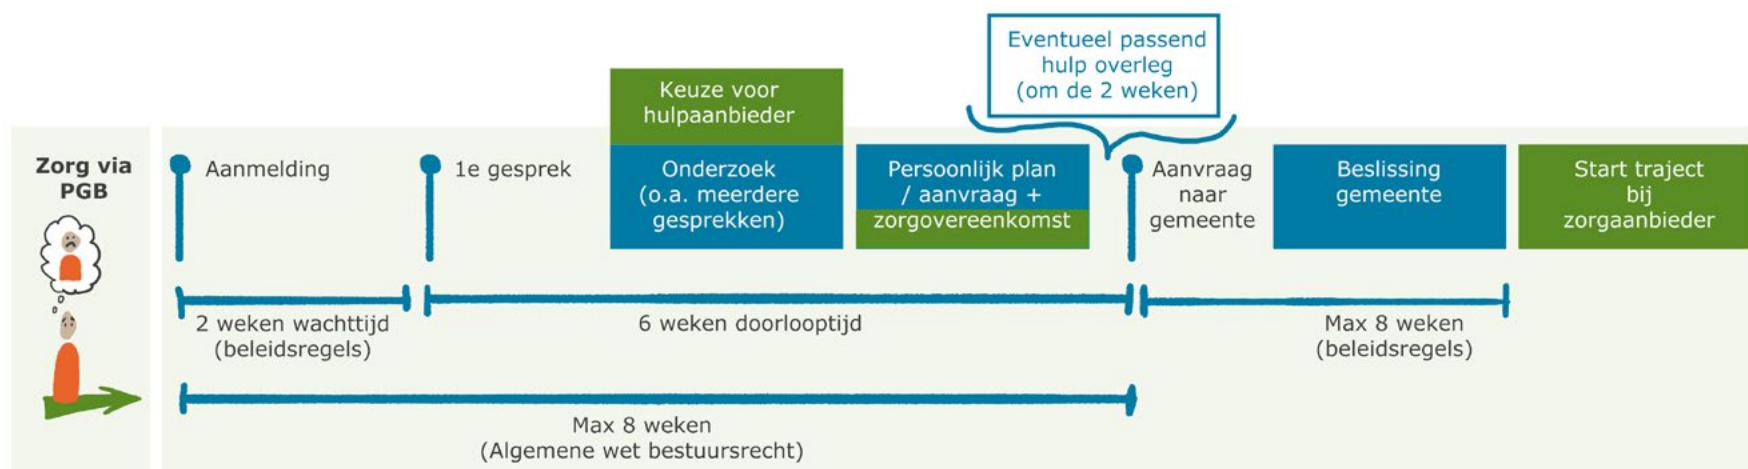 Eventueel passend
hulp overleg
(om de 2 weken)
Keuze voor
hulpaanbieder
Zorg via
PGB
Aanmelding
1e gesprek
Onderzoek
(o.a. meerdere
gesprekken)
Persoonlijk plan
/ aanvraag +
zorgovereenkomst
Aanvraag
naar
gemeente
Beslissing
gemeente
Start traject
bij
zorgaanbieder
2 weken wachttijd
(beleidsregels)
6 weken doorlooptijd
Max 8 weken
(beleidsregels)
Max 8 weken
(Algemene wet bestuursrecht)